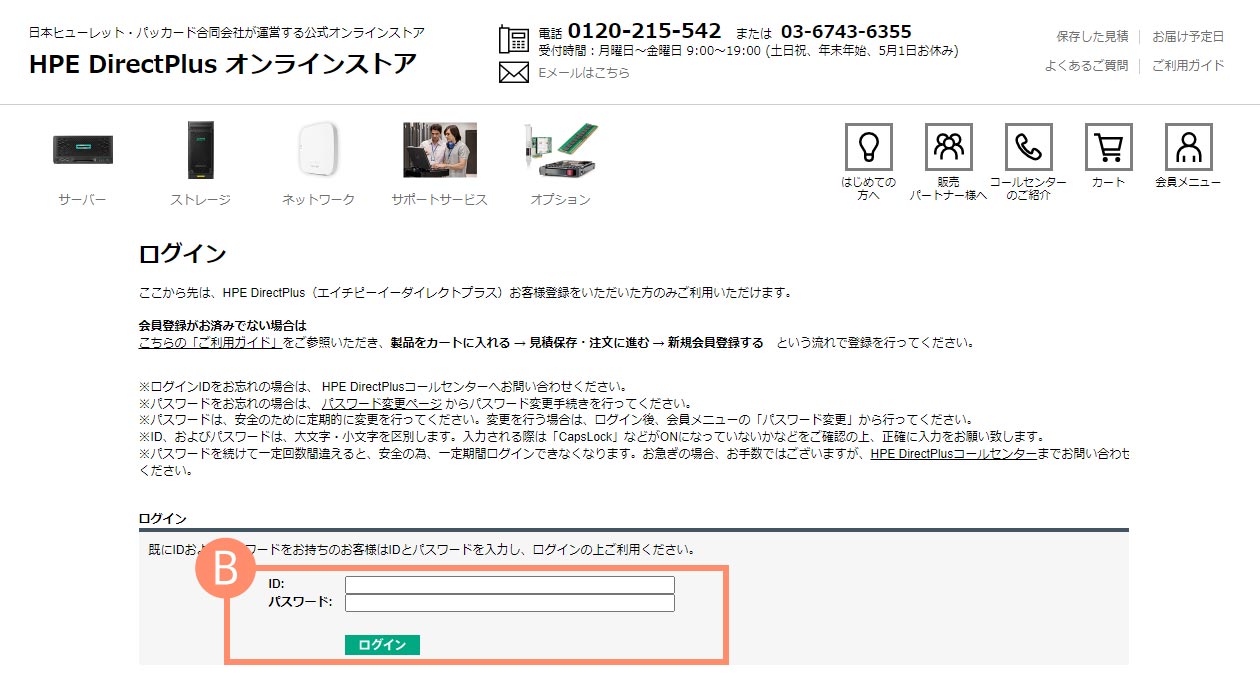 日本ヒューレット・パッカード合同会社が運営する公式オンラインストア
HPE DirectPlus オンラインストア
電話 0120-215-542 または 03-6743-6355
受付時間：月曜日～金曜日 9:00～19:00 (土日祝、年末年始、5月1日お休み)
Eメールはこちら
保存した見積
お届け予定日
よくあるご質問
ご利用ガイド
サーバー
ストレージ
ネットワーク
サポートサービス
オプション
はじめての
方へ
販売
パートナー様へ
コールセンター
のご紹介
カート
会員メニュー
ログイン
ここから先は、HPE DirectPlus（エイチピーイーダイレクトプラス）お客様登録をいただいた方のみご利用いただけます。
会員登録がお済みでない場合は
こちらの「ご利用ガイド」をご参照いただき、製品をカートに入れる → 見積保存・注文に進む → 新規会員登録する という流れで登録を行ってください。
※ログインIDをお忘れの場合は、 HPE DirectPlusコールセンターへお問い合わせください。
※パスワードをお忘れの場合は、 パスワード変更ページ からパスワード変更手続きを行ってください。
※パスワードは、安全のために定期的に変更を行ってください。変更を行う場合は、ログイン後、会員メニューの「パスワード変更」から行ってください。
※ID、およびパスワードは、大文字・小文字を区別します。入力される際は「CapsLock」などがONになっていないかなどをご確認の上、正確に入力をお願い致します。
※パスワードを続けて一定回数間違えると、安全の為、一定期間ログインできなくなります。お急ぎの場合、お手数ではございますが、HPE DirectPlusコールセンターまでお問い合わせ
ください。
ログイン
既にIDおよ ワードをお持ちのお客様はIDとパスワードを入力し、ログインの上ご利用ください。
B
ID:
パスワード:
ログイン